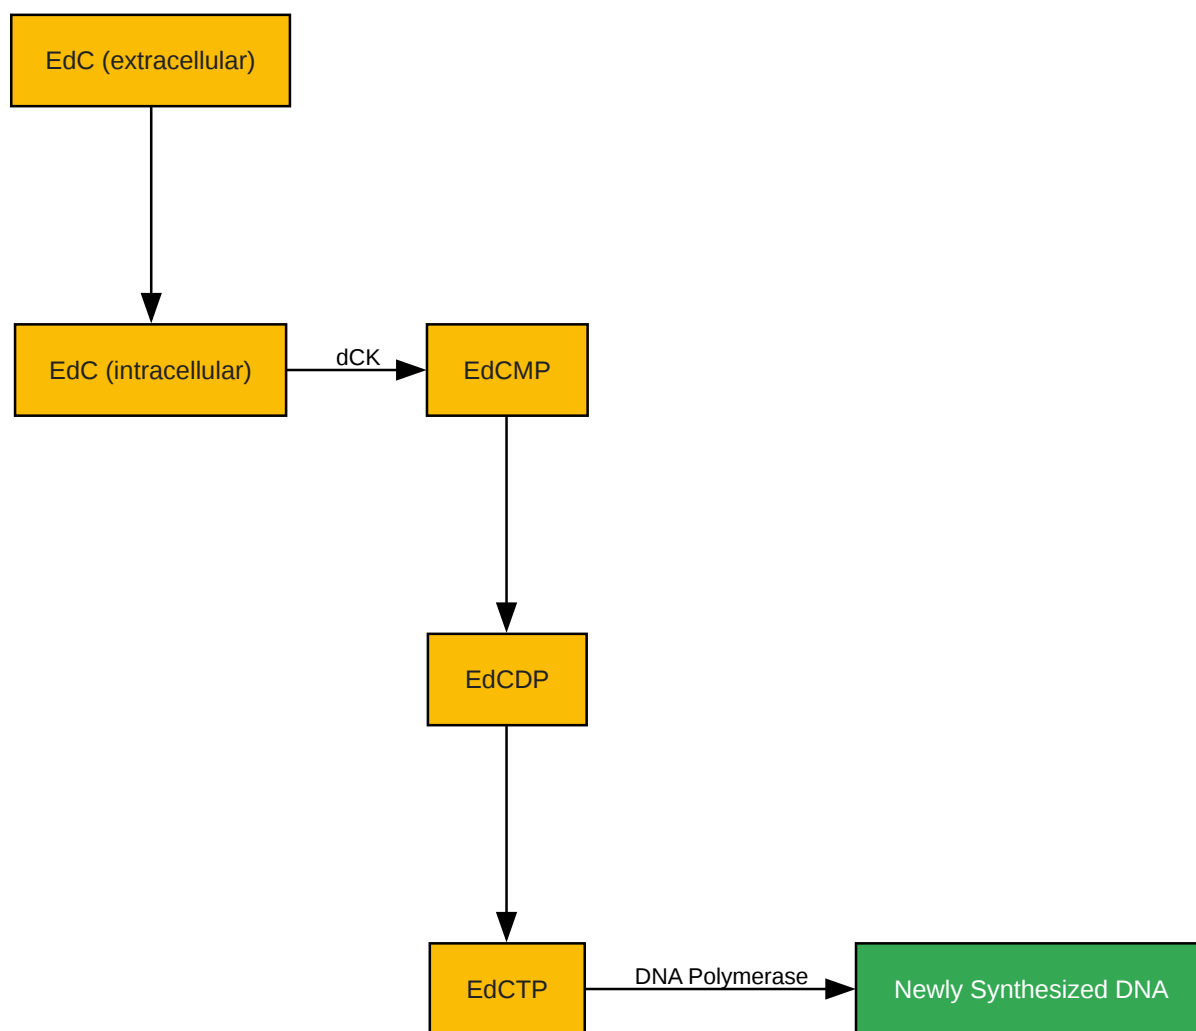 EdC (extracellular)
EdC (intracellular)
dCK
EdCMP
EdCDP
EdCTP
DNA Polymerase
Newly Synthesized DNA